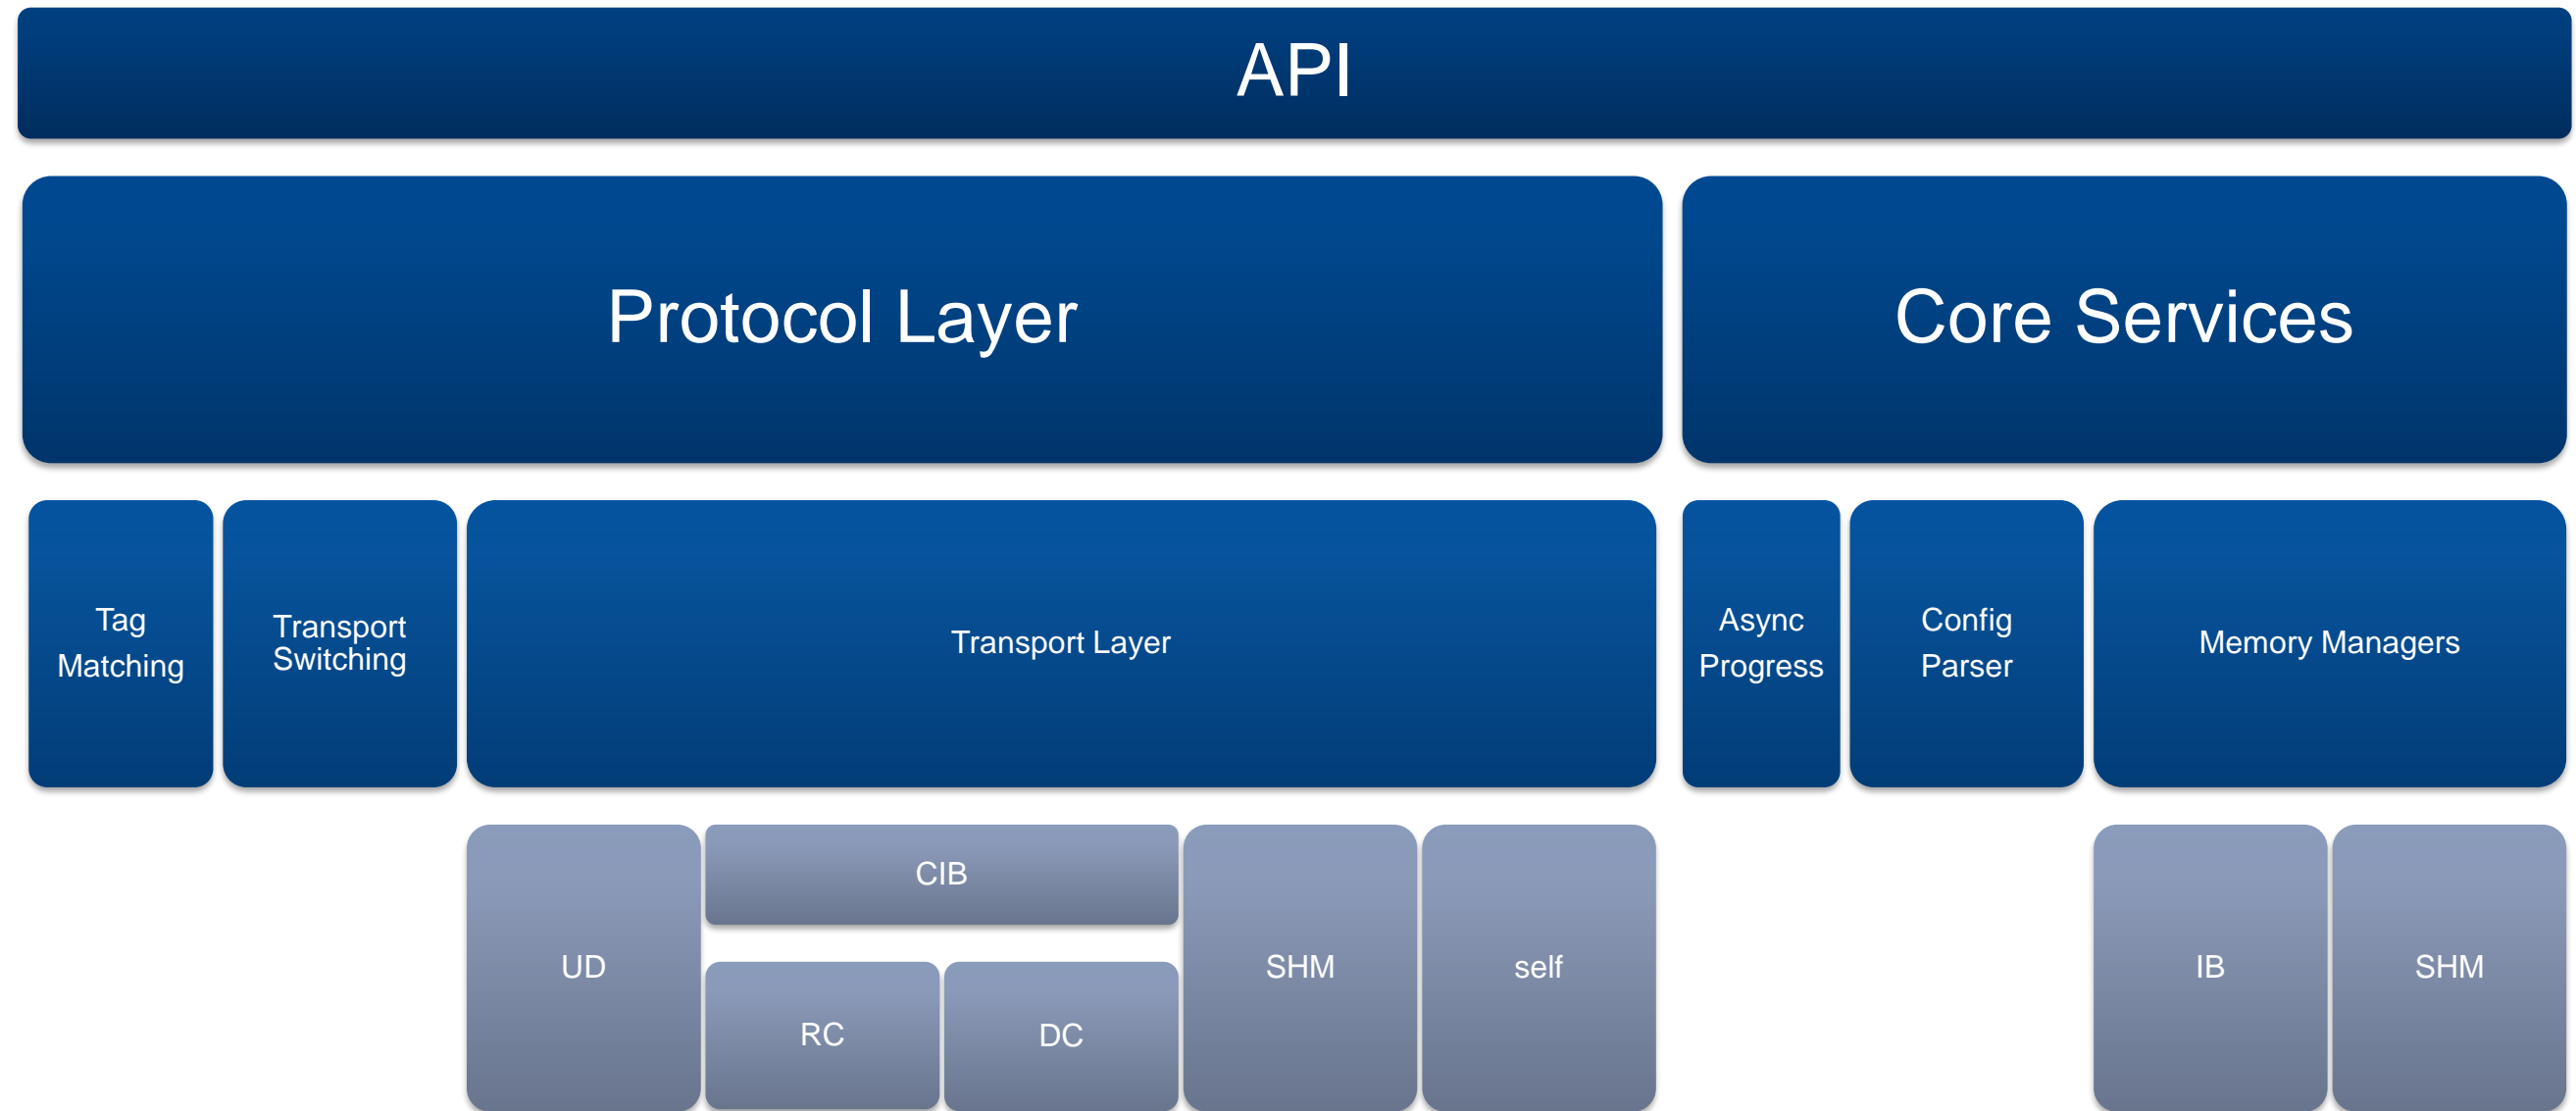 API
Protocol Layer
Core Services
Tag
Matching
Transport
Switching
Transport Layer
Async
Progress
Config
Parser
Memory Managers
UD
CIB
RC
DC
SHM
self
IB
SHM